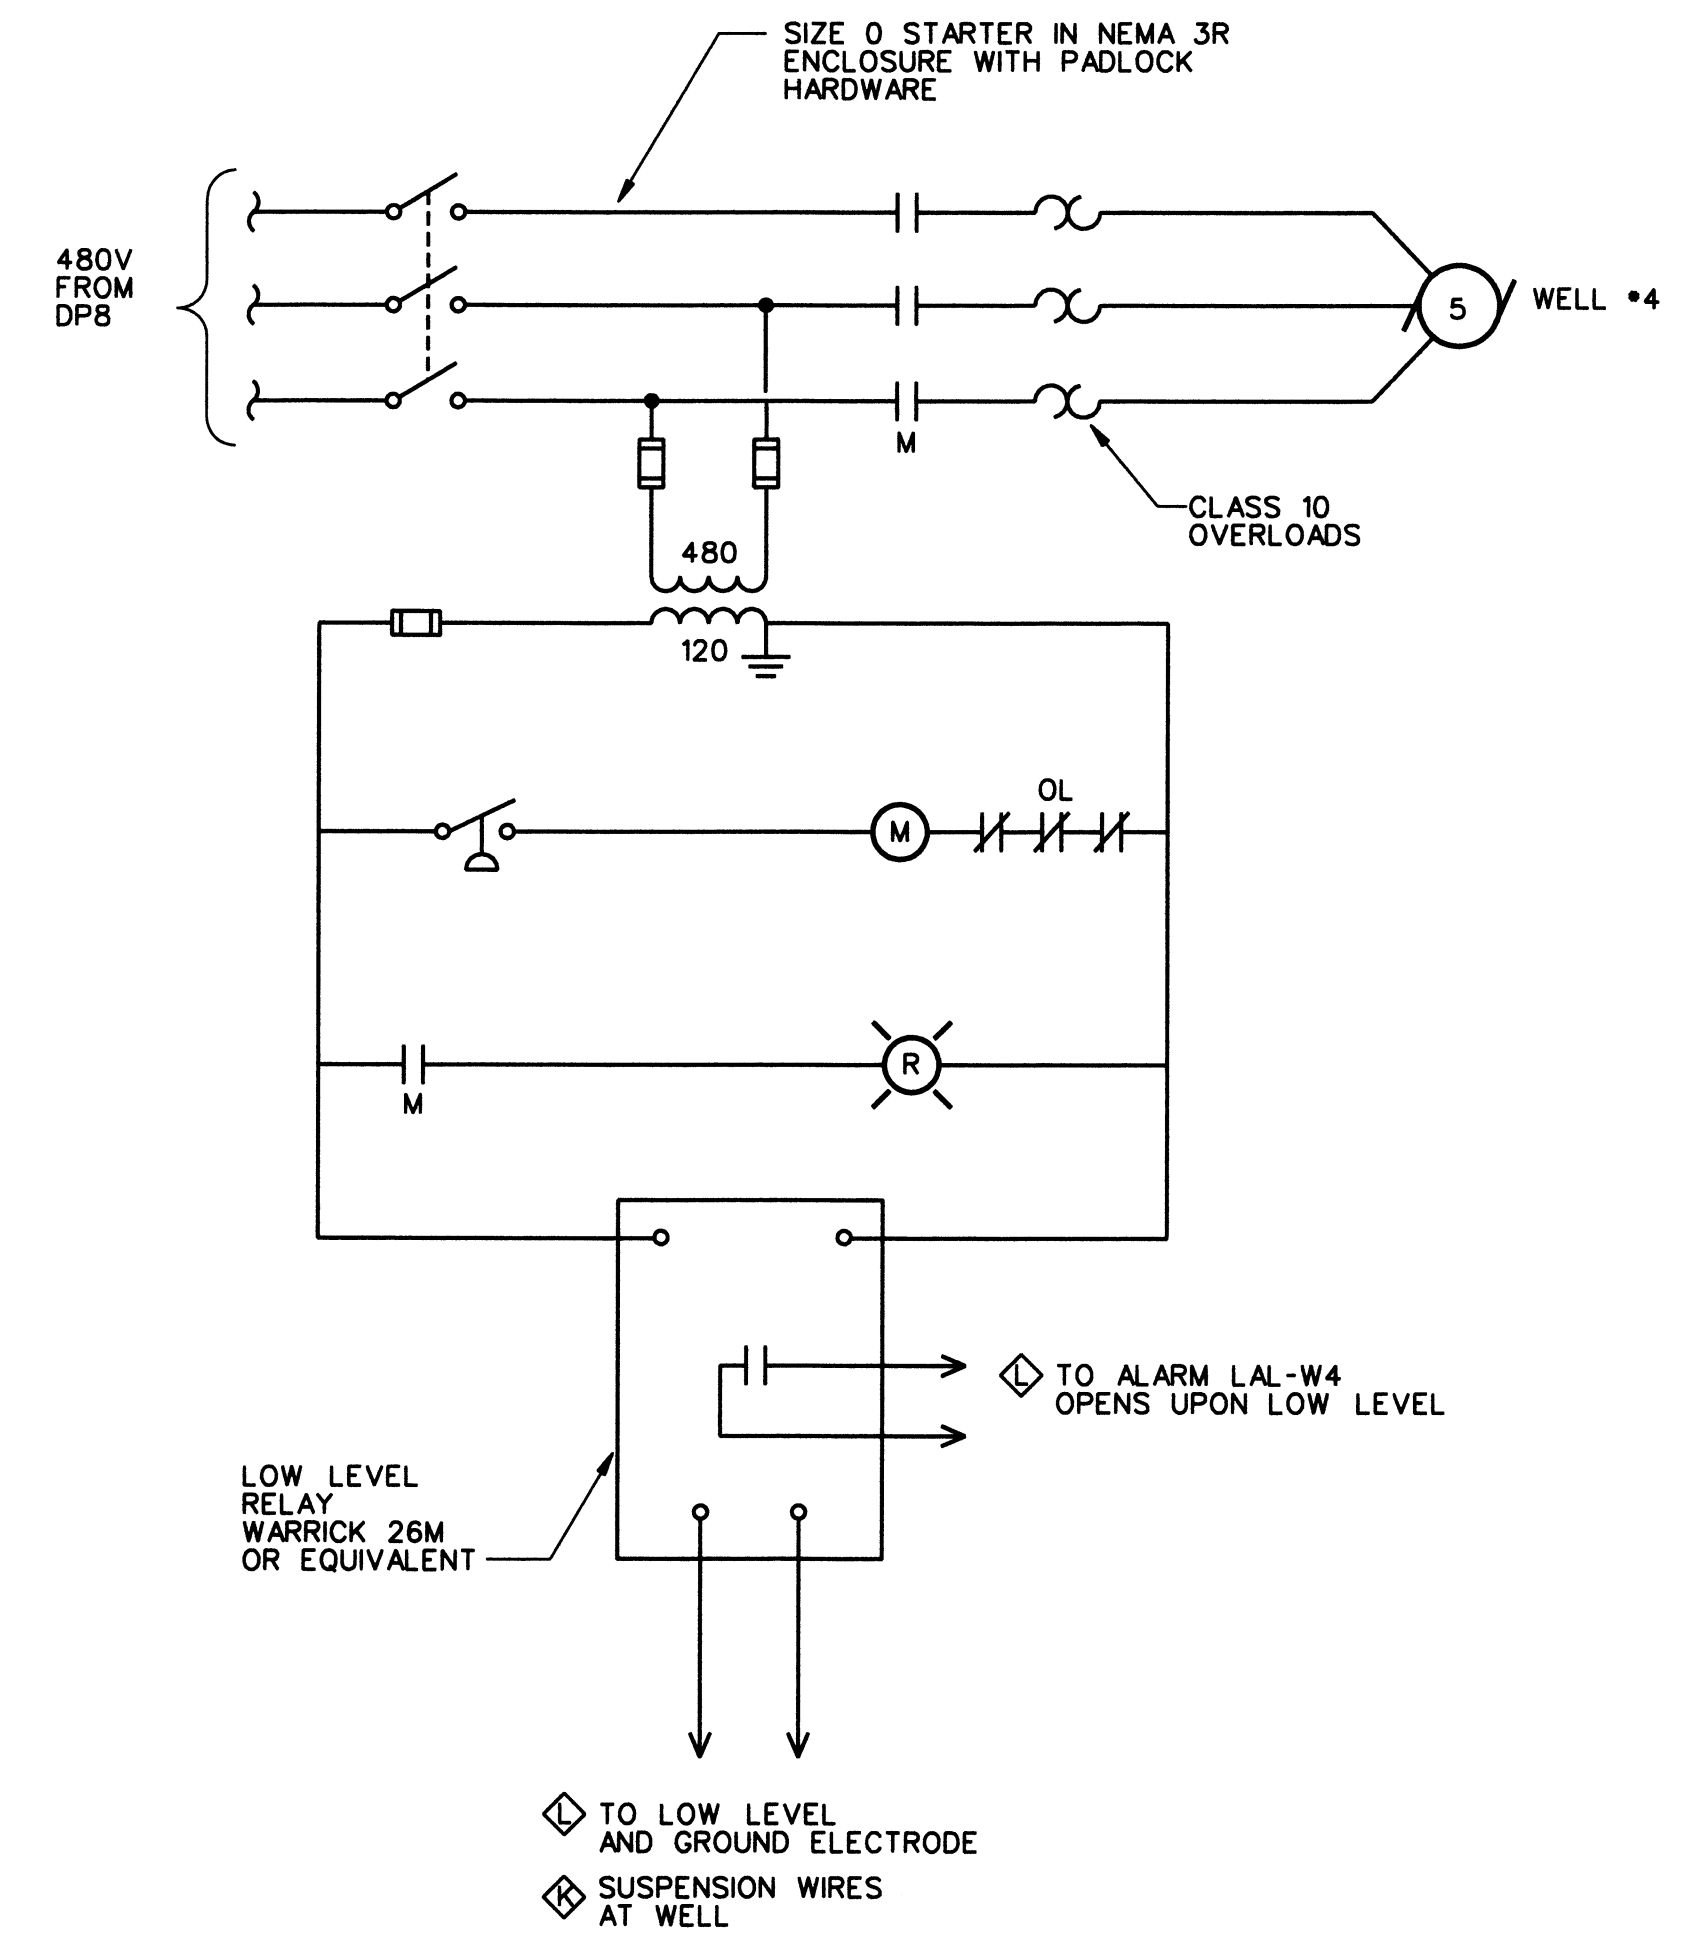 SIZE 0 STARTER IN NEMA 3R
ENCLOSURE WITH PADLOCK
HARDWARE
480V
FROM
DP8
5
WELL #4
M
CLASS 10
OVERLOADS
480
120
OL
M
R
M
L TO ALARM LAL-W4
OPENS UPON LOW LEVEL
LOW LEVEL
RELAY
WARRICK 26M
OR EQUIVALENT
L TO LOW LEVEL
AND GROUND ELECTRODE
K SUSPENSION WIRES
AT WELL